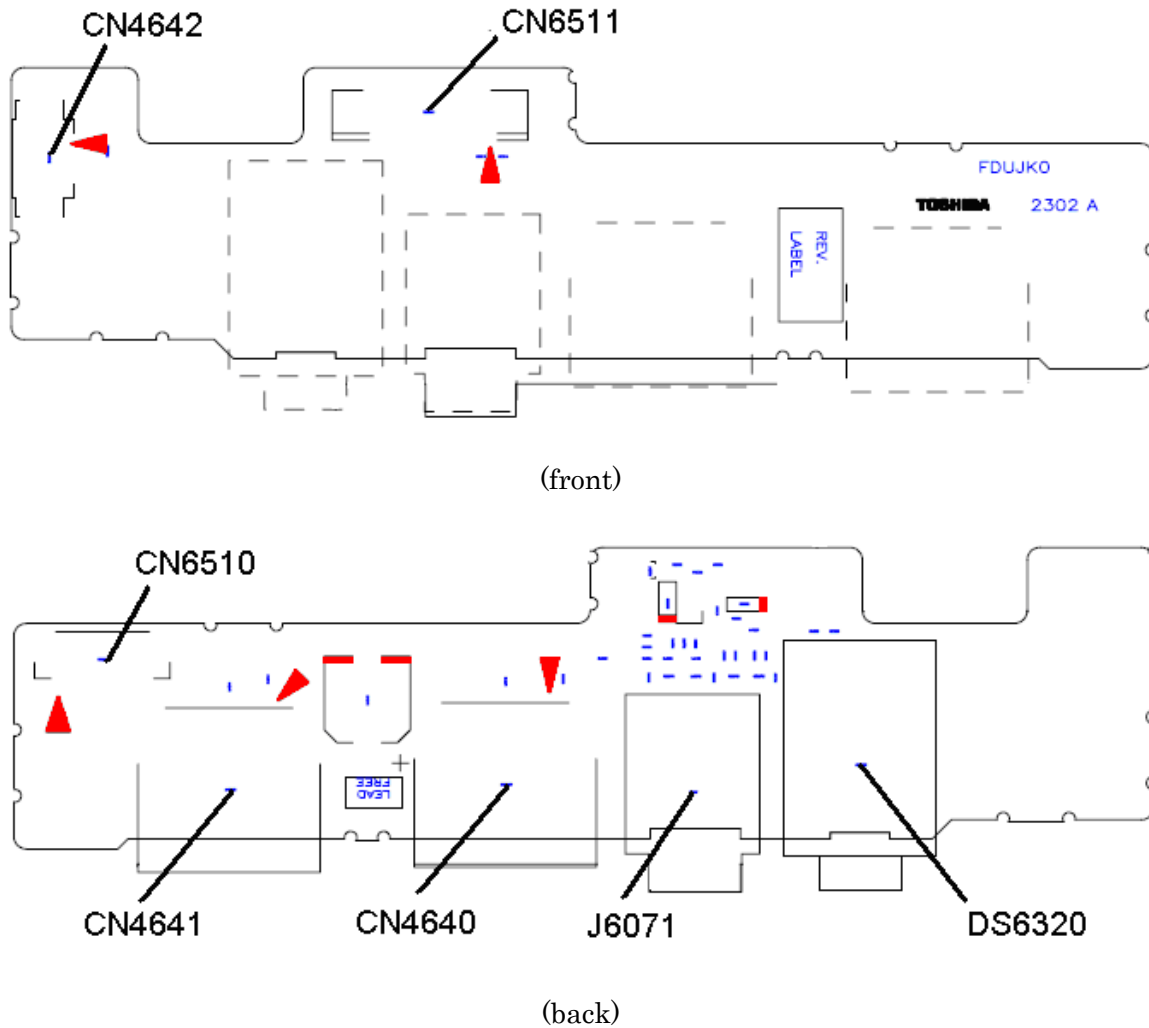 CN4642
CN6511
FDUJK0
TOSHIBA
2302 A
REV.
LABEL
(front)
CN6510
LEAD
FREE
CN4641
CN4640
J6071
DS6320
(back)